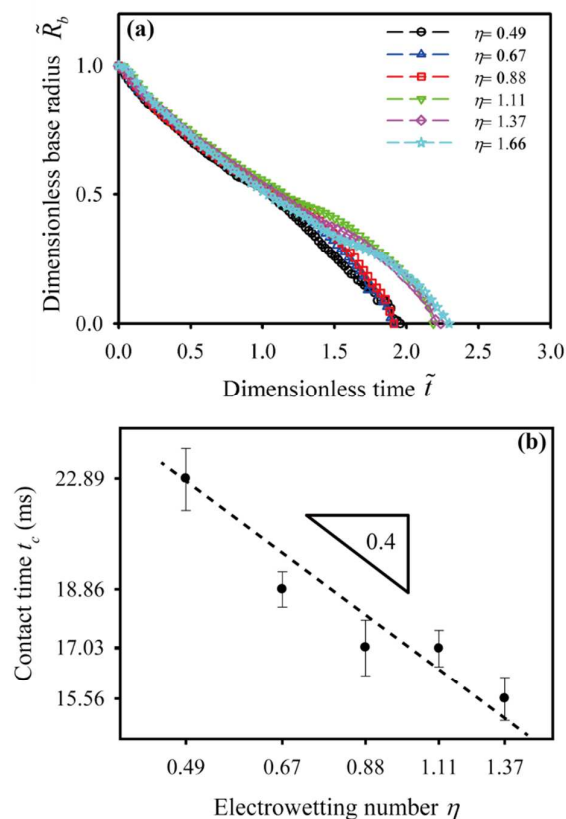 (a)
η= 0.49
η= 0.67
η= 0.88
η= 1.11
η= 1.37
η= 1.66
Dimensionless base radius R̃_b
1.0
0.5
0.0
0.0 0.5 1.0 1.5 2.0 2.5 3.0
Dimensionless time t̃
(b)
Contact time t_c (ms)
22.89
18.86
17.03
15.56
0.4
0.49 0.67 0.88 1.11 1.37
Electrowetting number η